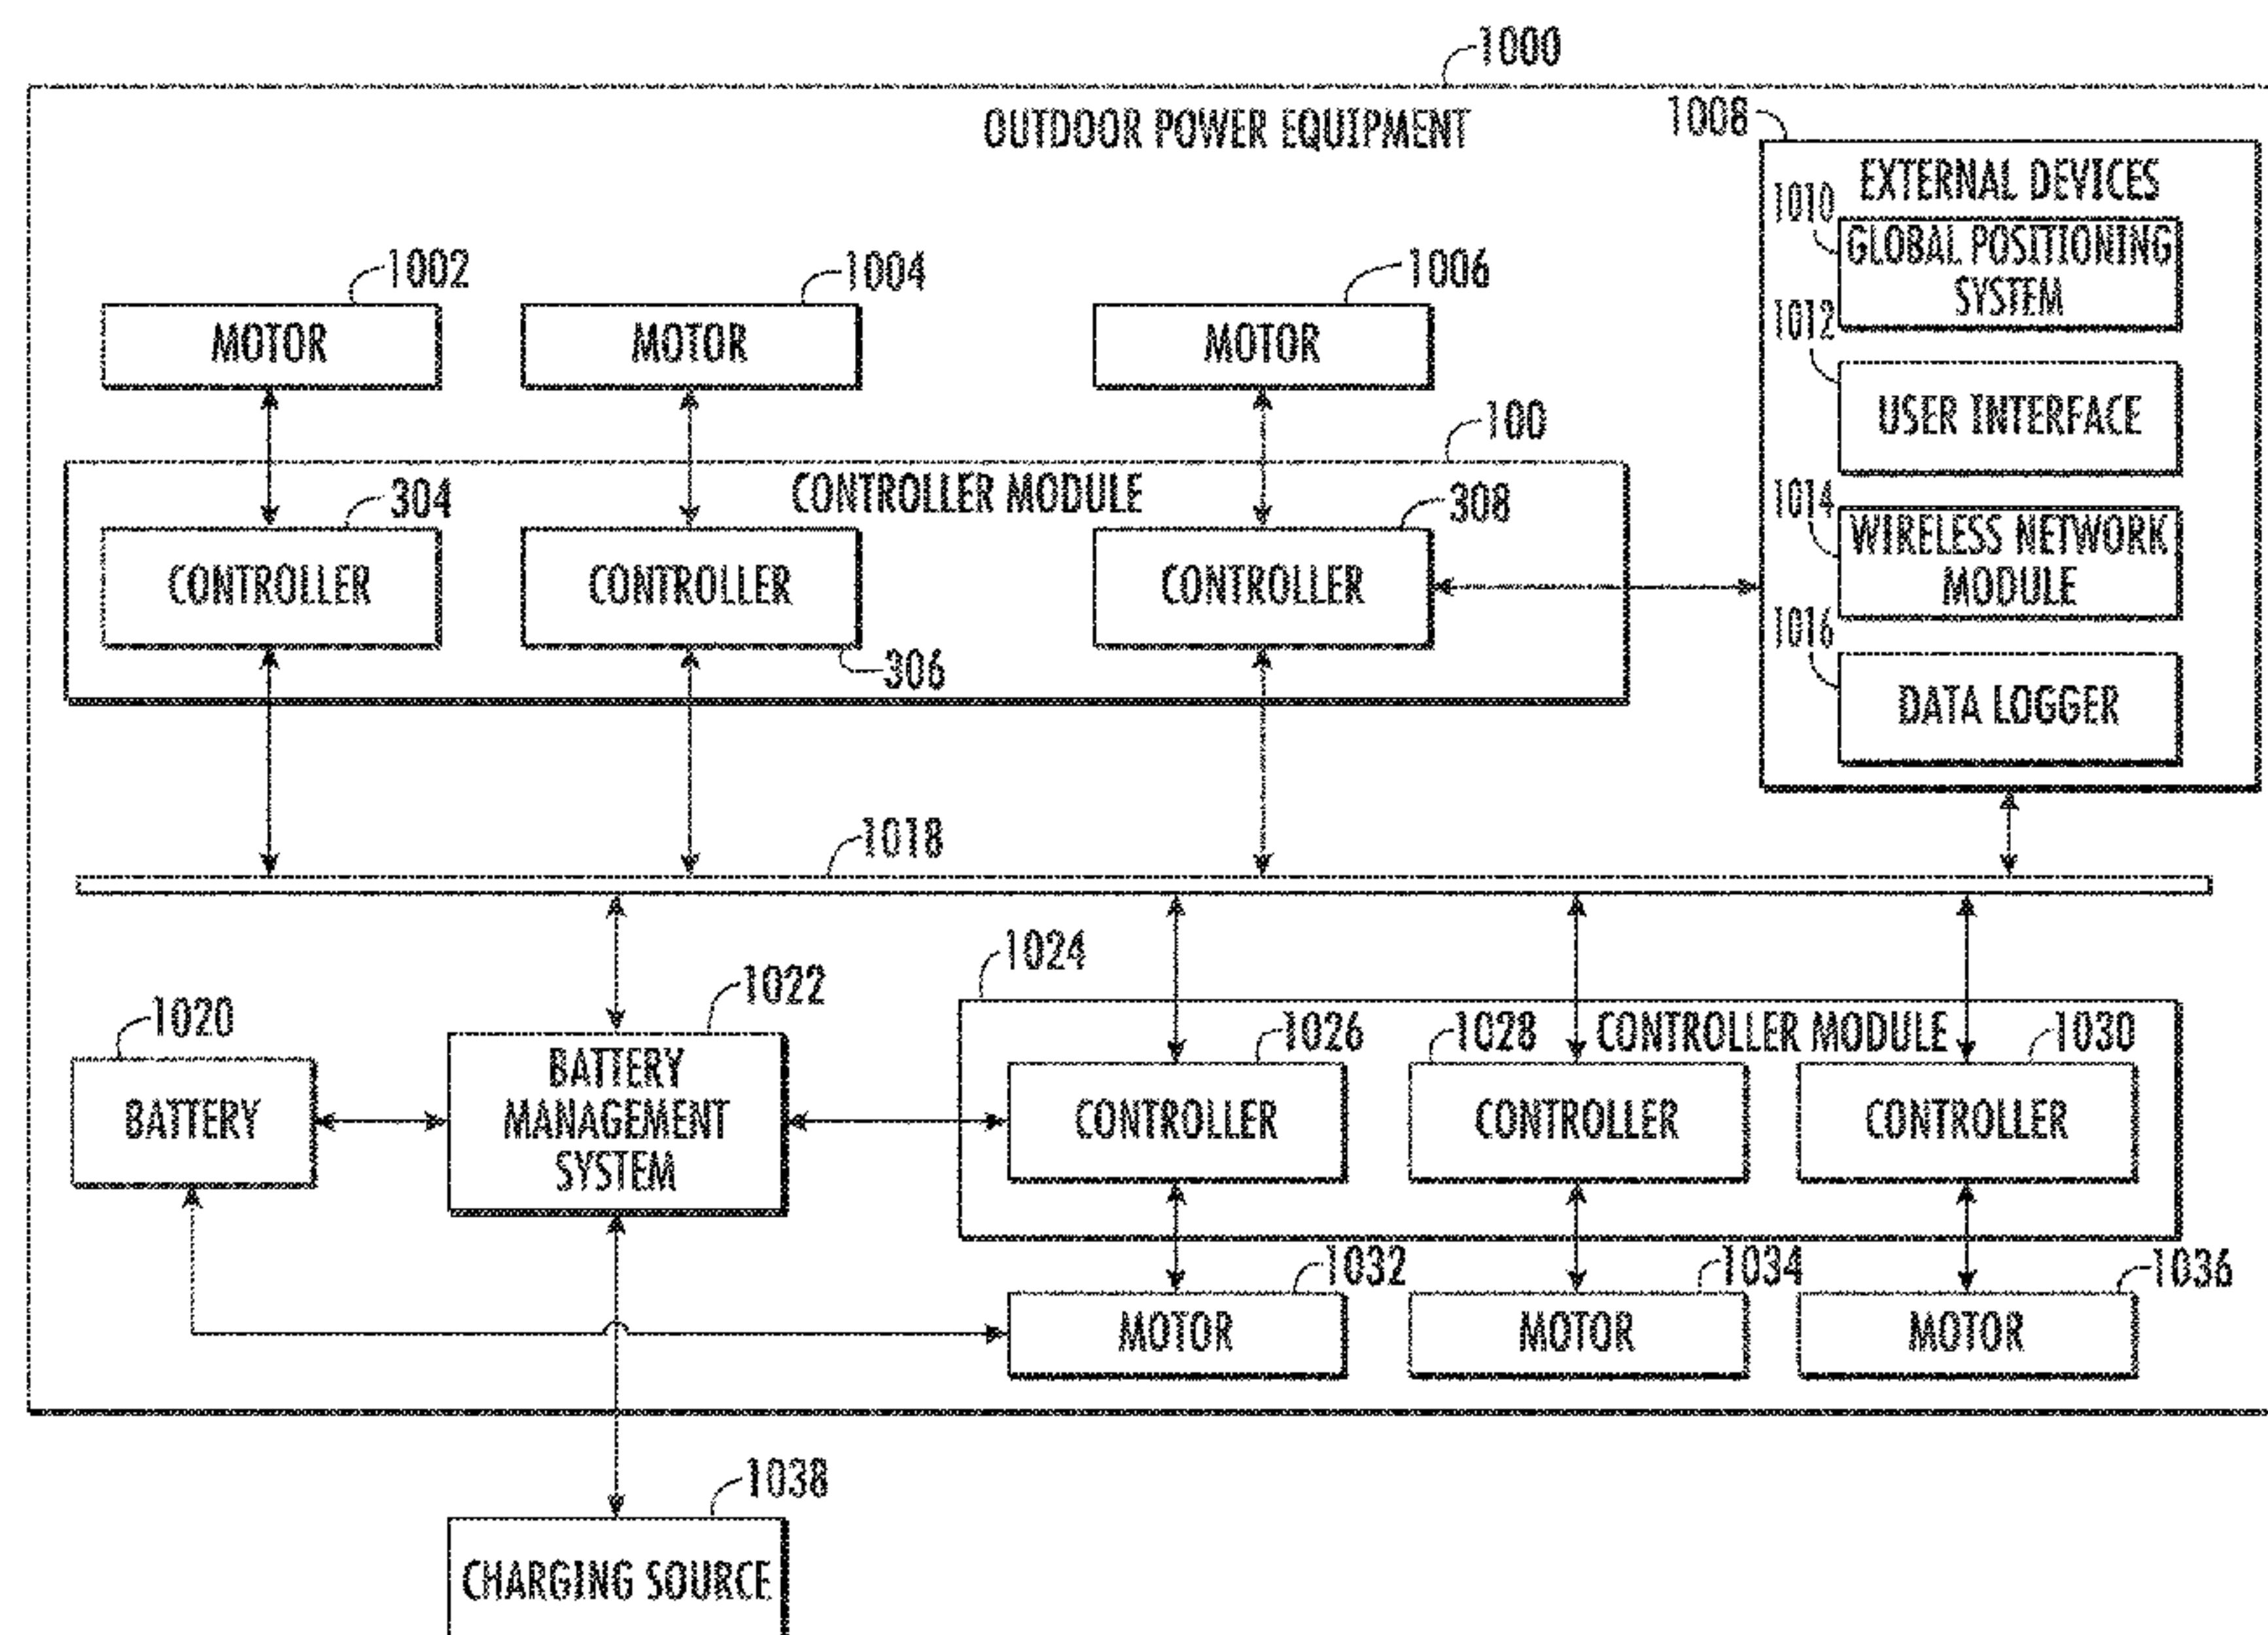 1000
OUTDOOR POWER EQUIPMENT
1008
EXTERNAL DEVICES
1010
GLOBAL POSITIONING
SYSTEM
1012
USER INTERFACE
1014
WIRELESS NETWORK
MODULE
1016
DATA LOGGER
1002
1004
1006
MOTOR
MOTOR
MOTOR
100
CONTROLLER MODULE
304
308
CONTROLLER
CONTROLLER
CONTROLLER
306
1018
1024
1022
1020
BATTERY
BATTERY
MANAGEMENT
SYSTEM
CONTROLLER MODULE
1026
1028
1030
CONTROLLER
CONTROLLER
CONTROLLER
1032
1034
1036
MOTOR
MOTOR
MOTOR
1038
CHARGING SOURCE